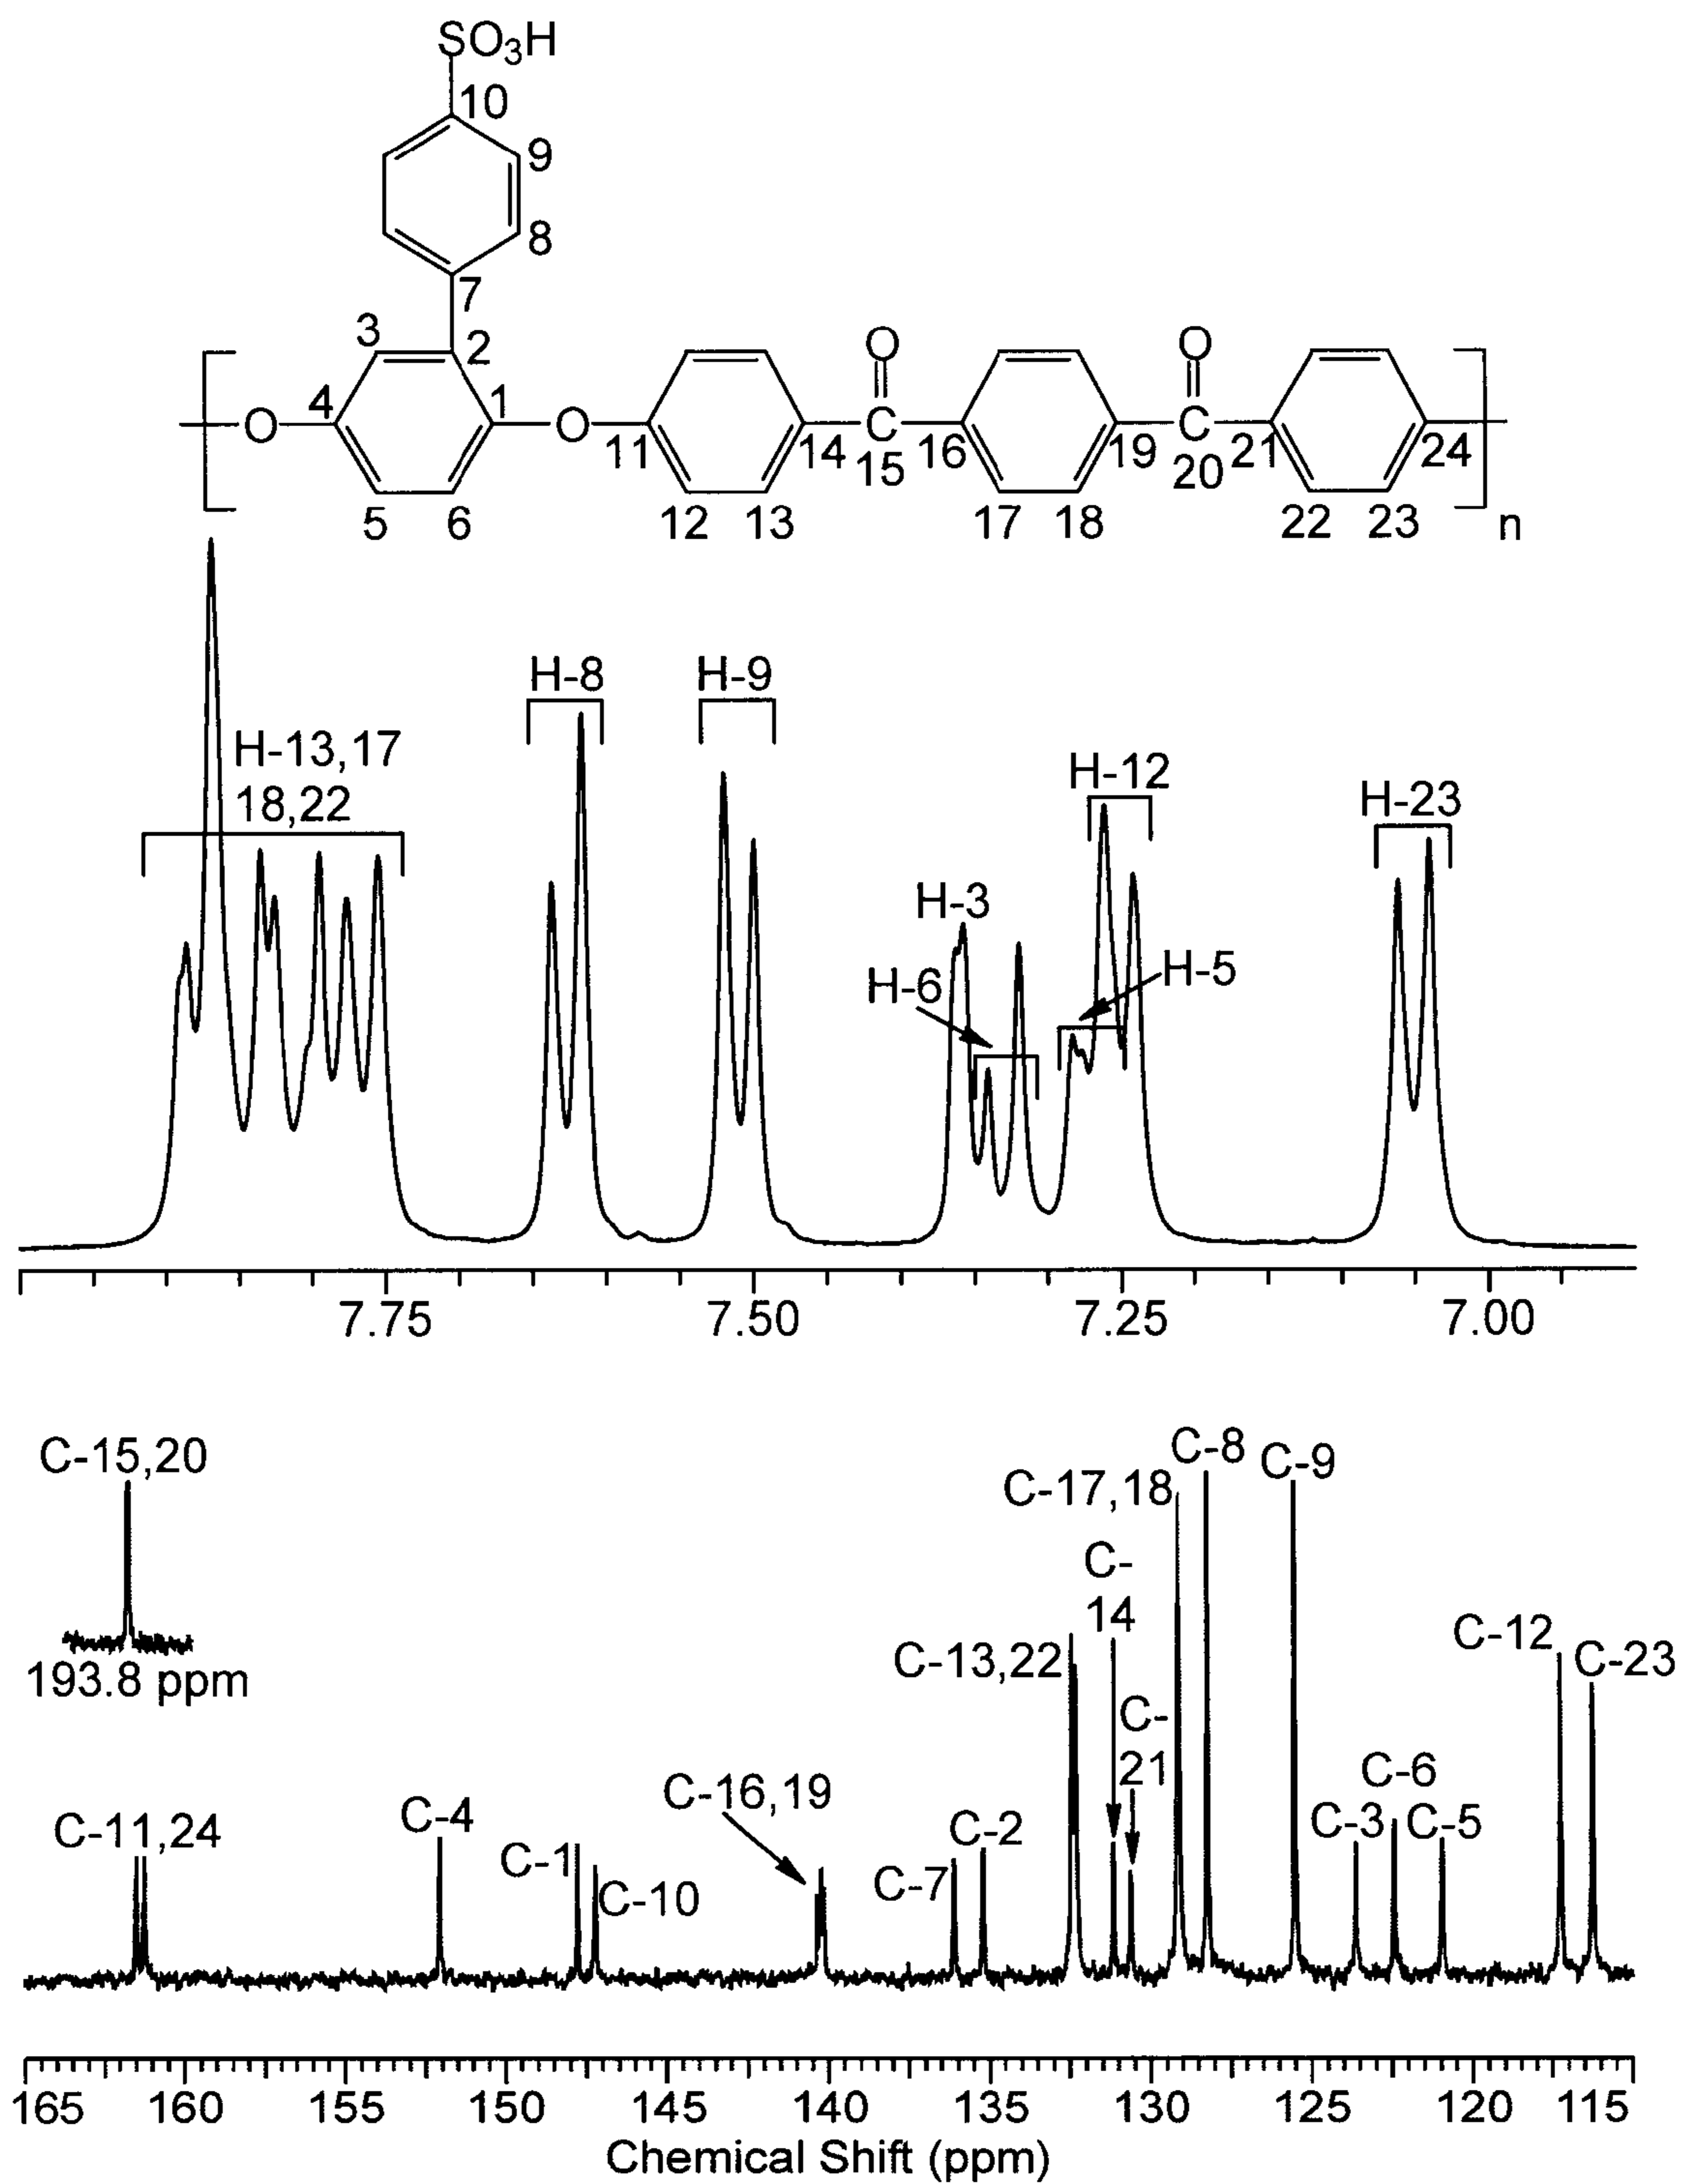 SO3H
10
9
8
7
3 2
O O
4 1
O O C C
11 14 16 19 21 24
15 20
5 6 12 13 17 18 22 23
n
H-8 H-9
H-13,17
18,22
H-12
H-23
H-3
H-5
H-6
7.75 7.50 7.25 7.00
C-15,20
193.8 ppm
C-8
C-9
C-17,18
C-
14
C-12
C-23
C-13,22
C-
21
C-6
C-16,19
C-4
C-11,24
C-2
C-3
C-5
C-1
C-7
C-10
165 160 155 150 145 140 135 130 125 120 115
Chemical Shift (ppm)